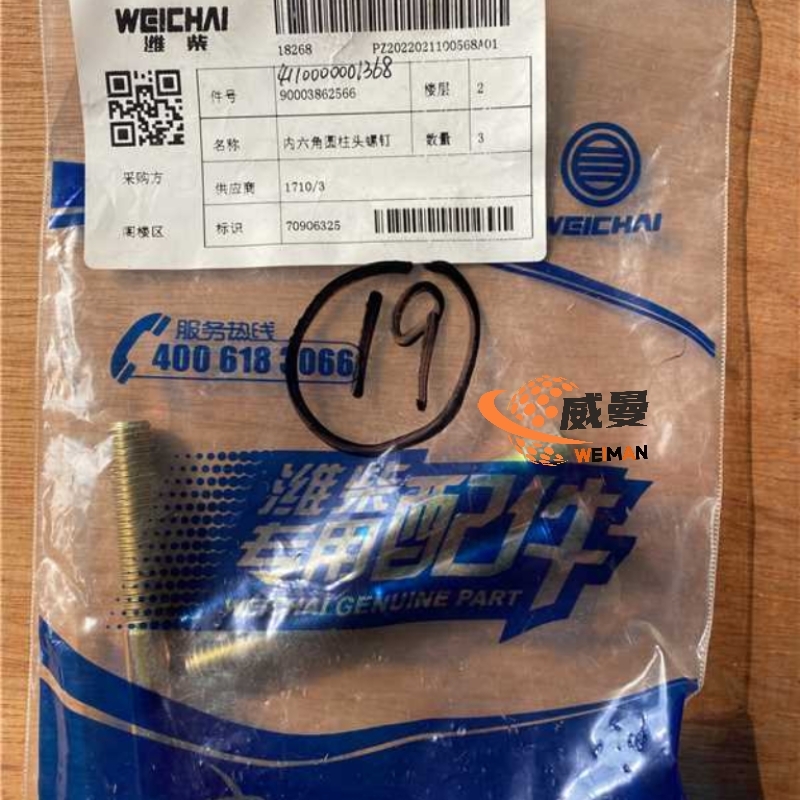 WEICHAI
潍柴
18268 PZ2022021100568A01
4110000001368
件号 90003862566 楼层 2
名称 内六角圆柱头螺钉 数量 3
采购方
供应商 1710/3
阁楼区
标识 70906325
WEICHAI
服务热线
400 618 3066
19
威曼
WEMAN
潍柴
专用配件
WEICHAI GENUINE PART